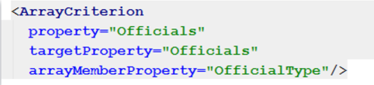 <ArrayCriterion
property="Officials"
targetProperty="Officials"
arrayMemberProperty="OfficialType"/>